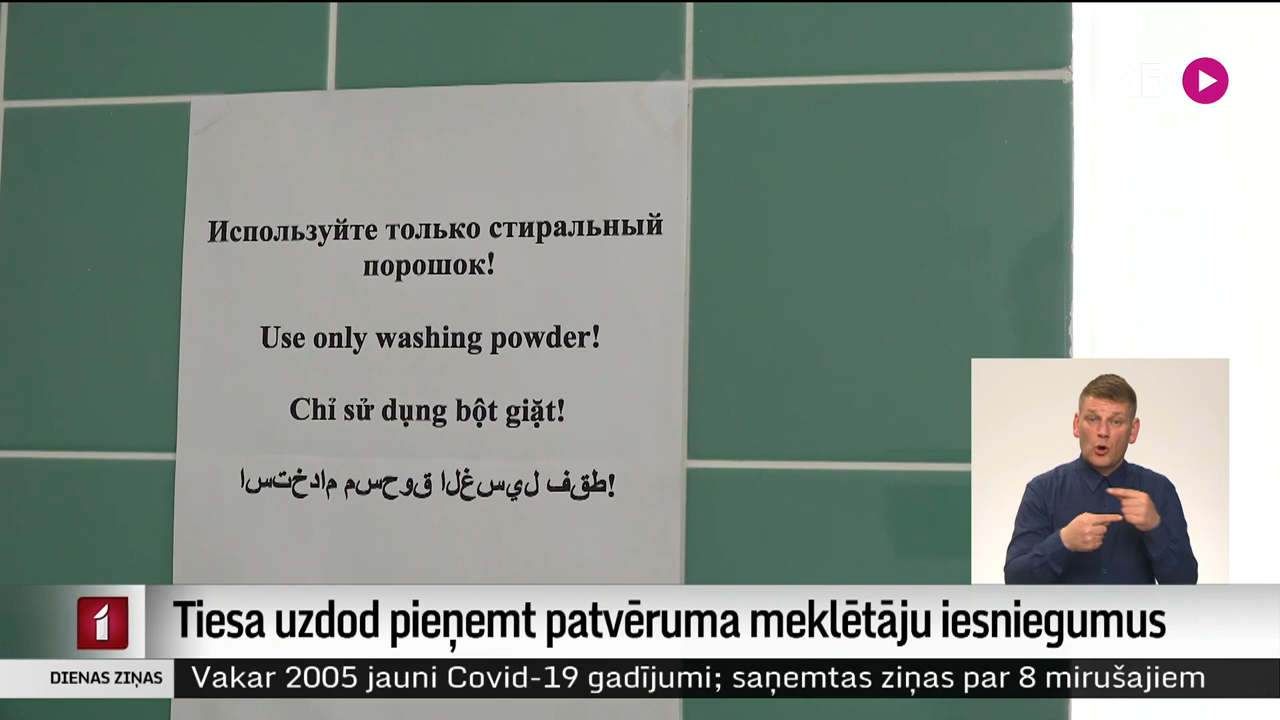 Используйте только стиральный
порошок!
Use only washing powder!
Chỉ sử dụng bột giặt!
استخدام مسحوق الغسيل فقط!
1
Tiesa uzdod pieņemt patvēruma meklētāju iesniegumus
DIENAS ZIŅAS
Vakar 2005 jauni Covid-19 gadījumi; saņemtas ziņas par 8 mirušajiem